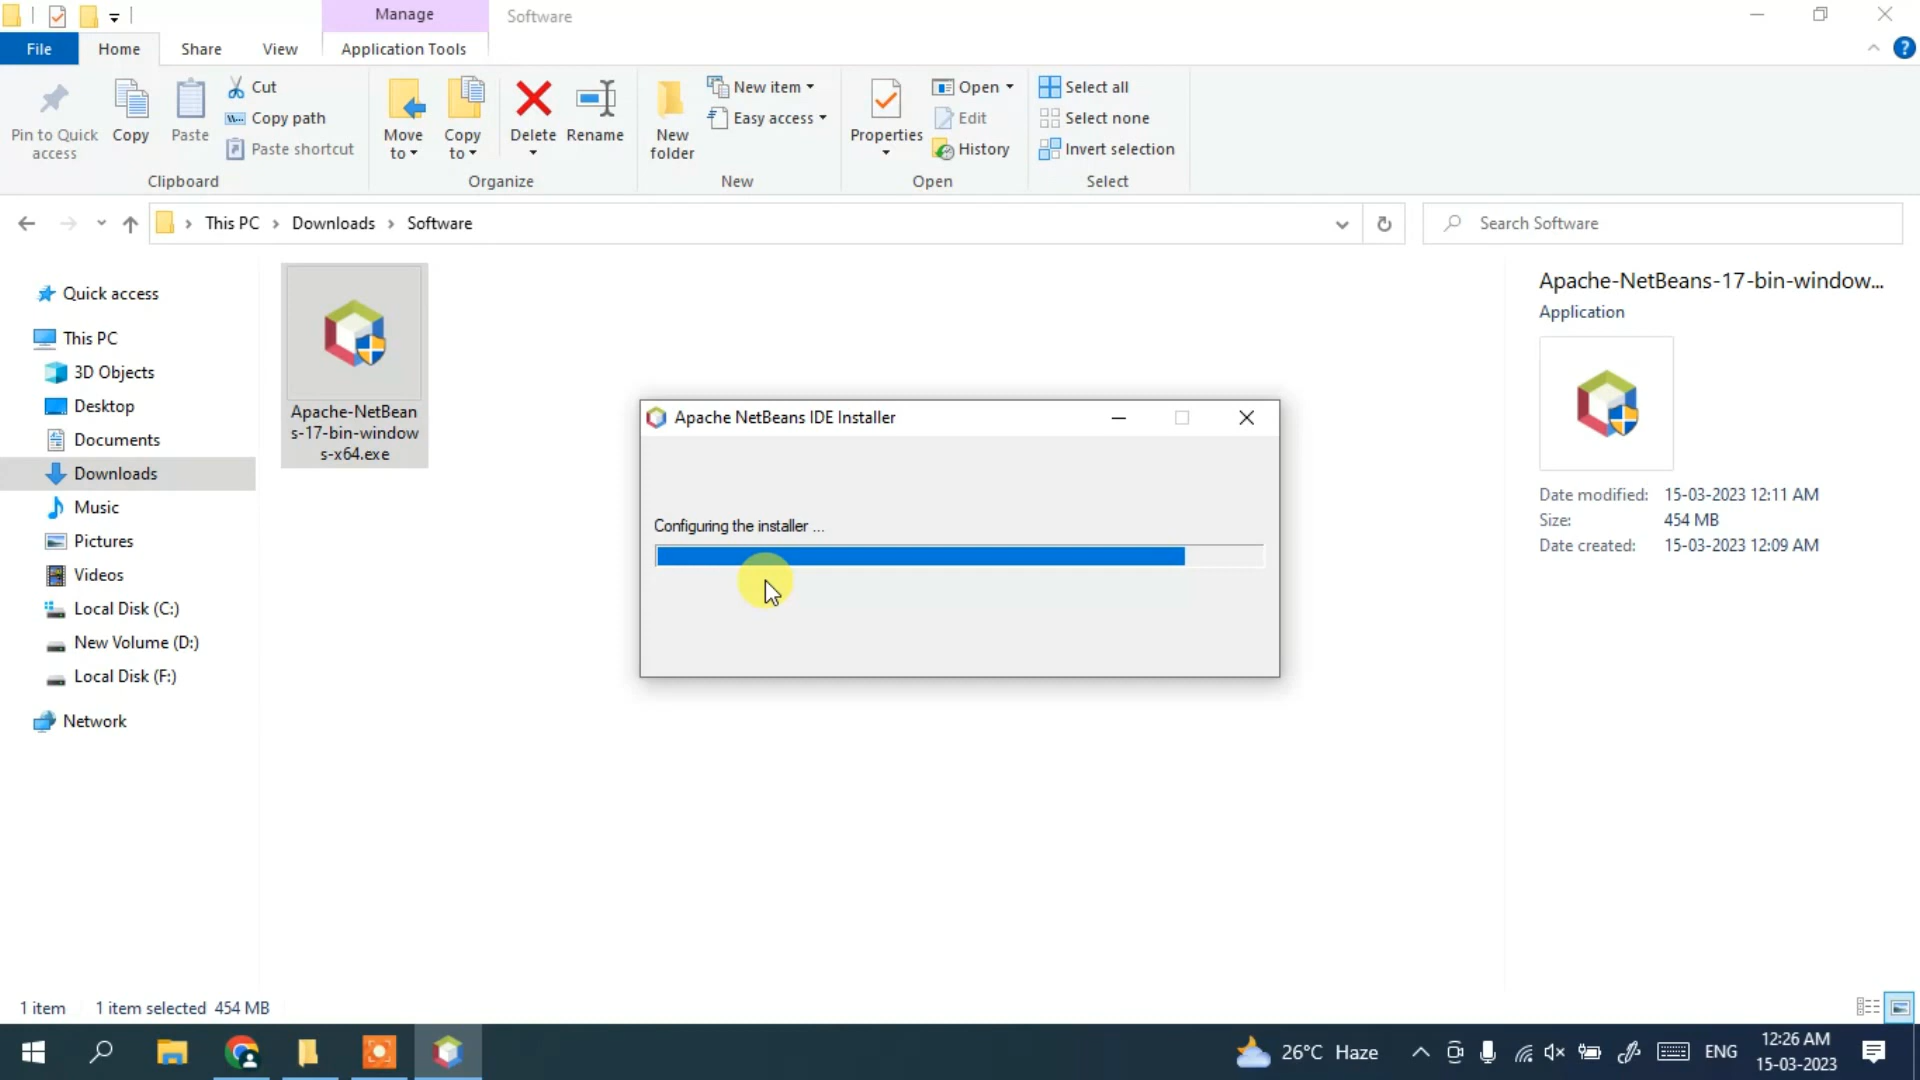 Manage
Software
File
Home
Share
View
Application Tools
Pin to Quick
access
Copy
Paste
Cut
Copy path
Paste shortcut
Clipboard
Move
to
Copy
to
Delete
Rename
Organize
New
folder
New item
Easy access
New
Properties
Open
Edit
History
Open
Select all
Select none
Invert selection
Select
This PC
Downloads
Software
Search Software
Quick access
This PC
3D Objects
Desktop
Documents
Downloads
Music
Pictures
Videos
Local Disk (C:)
New Volume (D:)
Local Disk (F:)
Network
Apache-NetBean
s-17-bin-window
s-x64.exe
Apache NetBeans IDE Installer
Configuring the installer ...
Apache-NetBeans-17-bin-window...
Application
Date modified: 15-03-2023 12:11 AM
Size: 454 MB
Date created: 15-03-2023 12:09 AM
1 item
1 item selected 454 MB
26°C Haze
ENG
12:26 AM
15-03-2023